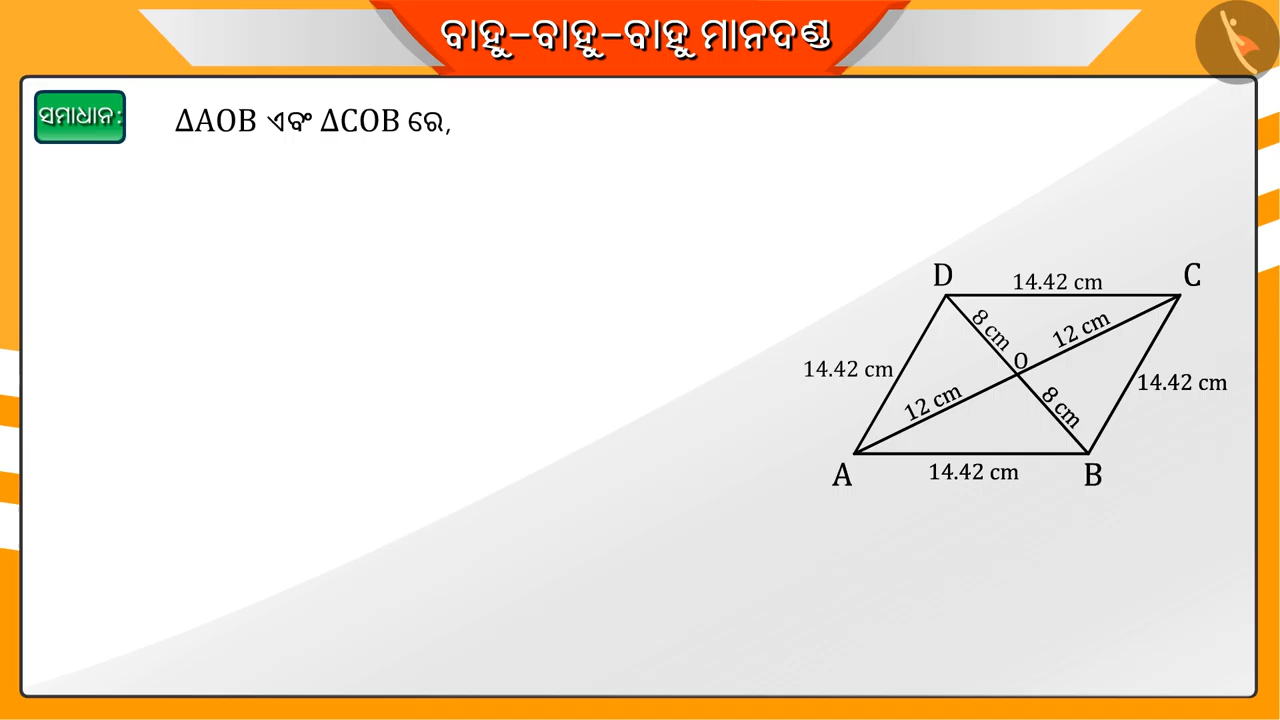 ବାହୁ–ବାହୁ–ବାହୁ ମାନଦଣ୍ଡ
ସମାଧାନ:
ΔAOB ଏବଂ ΔCOB ରେ,
D
14.42 cm
C
8 cm
12 cm
O
14.42 cm
14.42 cm
12 cm
8 cm
A
14.42 cm
B